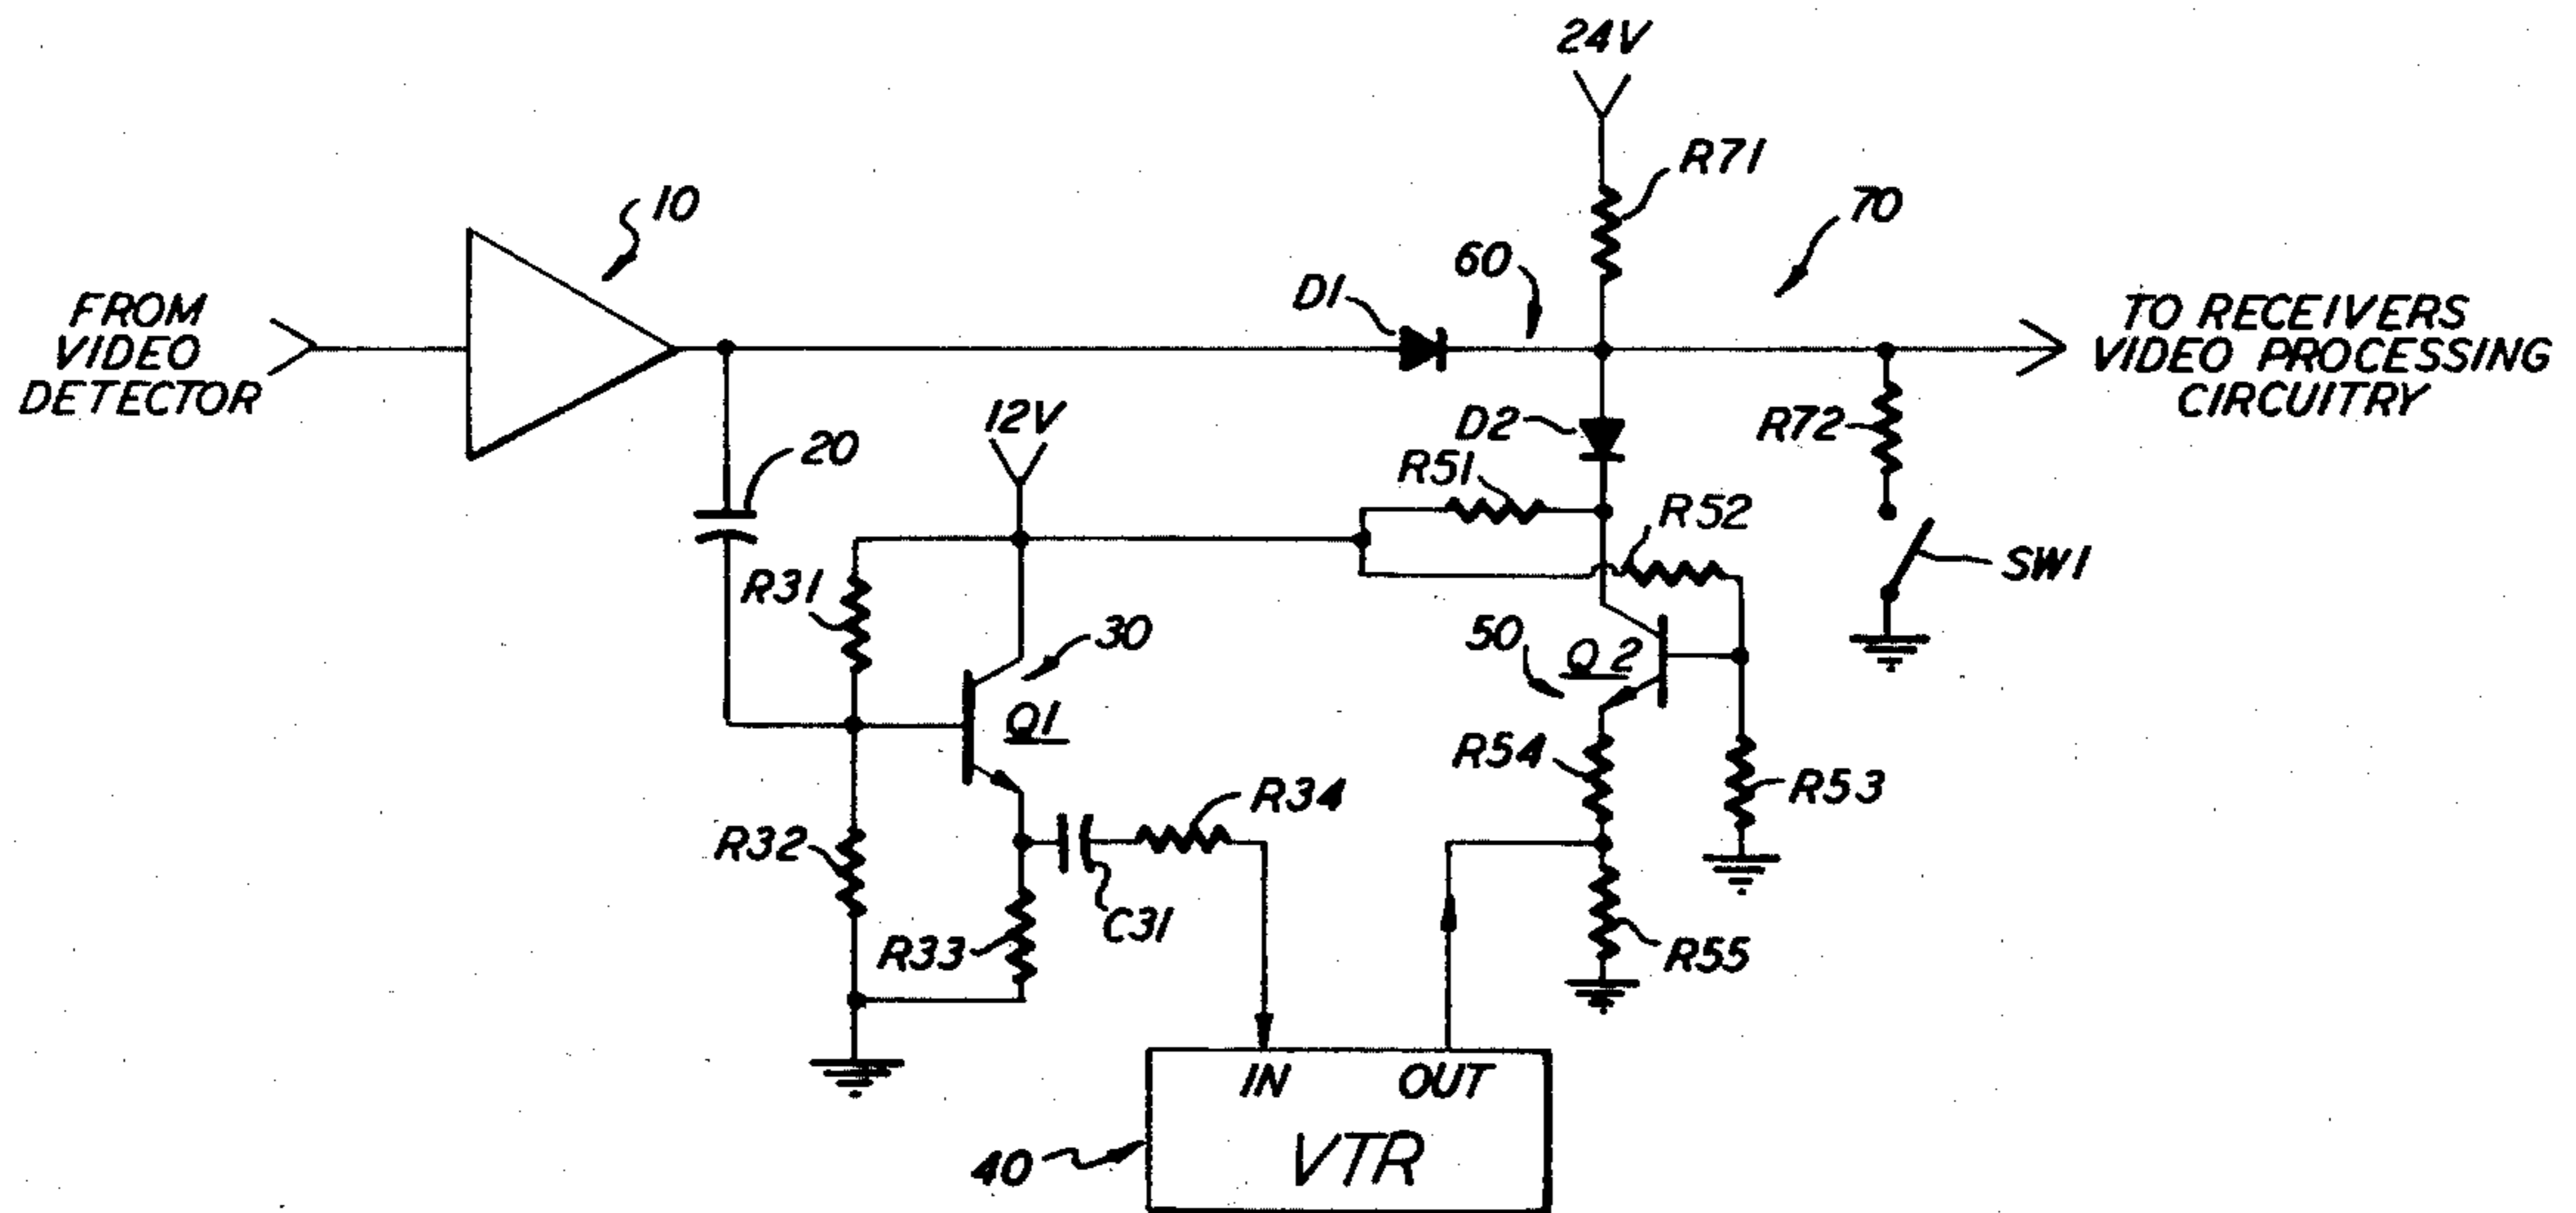 24V
R71
10
70
60
D1
FROM
VIDEO
DETECTOR
TO RECEIVERS
VIDEO PROCESSING
CIRCUITRY
12V
D2
R72
20
R51
R52
SW1
R31
30
50
Q2
Q1
R54
R34
R53
R32
C31
R33
R55
IN
OUT
40
VTR